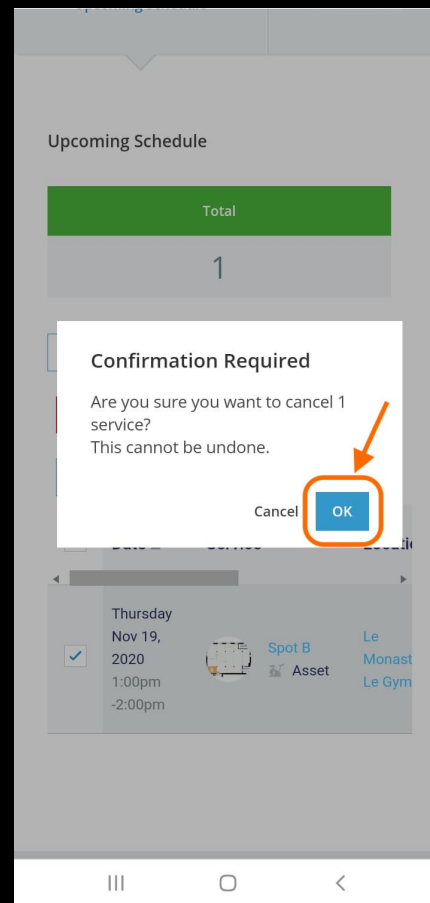 Upcoming Schedule
Total
1
Confirmation Required
Are you sure you want to cancel 1
service?
This cannot be undone.
Cancel
OK
Thursday
Nov 19,
2020
1:00pm
-2:00pm
Spot B
Asset
Le
Monast
Le Gym